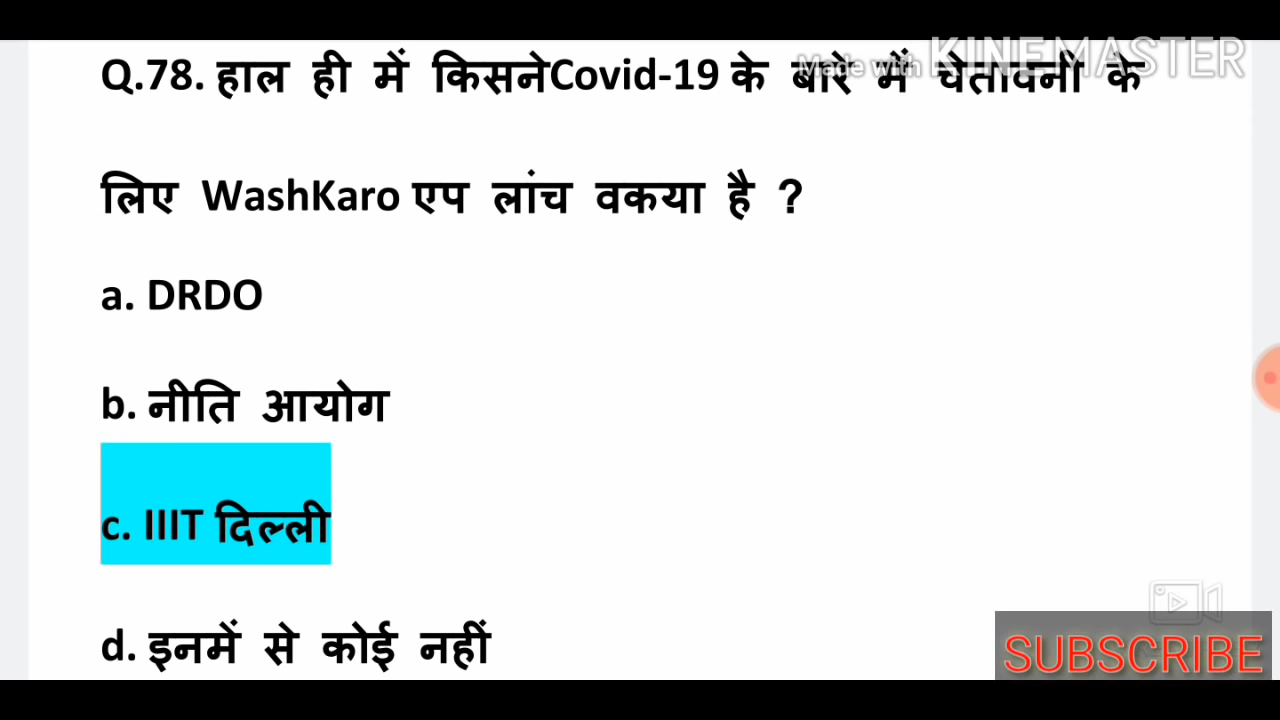 Made with KINEMASTER
Q.78. हाल ही में किसनेCovid-19 के बारे में चेतावनी के
लिए WashKaro एप लांच वकया है ?
a. DRDO
b. नीति आयोग
c. IIIT दिल्ली
d. इनमें से कोई नहीं
SUBSCRIBE